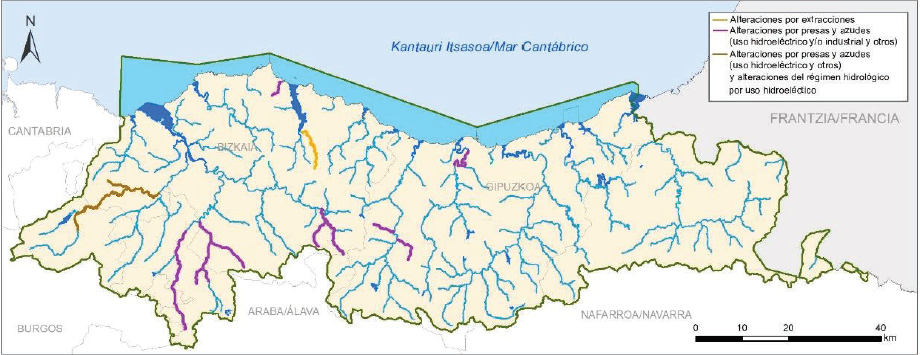 N
Kantauri Itsasoa/Mar Cantábrico
Alteraciones por extracciones
Alteraciones por presas y azudes
(uso hidroeléctrico y/o industrial y otros)
Alteraciones por presas y azudes
(uso hidroeléctrico y otros)
y alteraciones del régimen hidrológico
por uso hidroeléctico
FRANTZIA/FRANCIA
CANTABRIA
BIZKAIA
GIPUZKOA
ARABA/ÁLAVA
NAFARROA/NAVARRA
BURGOS
0 10 20 40
km